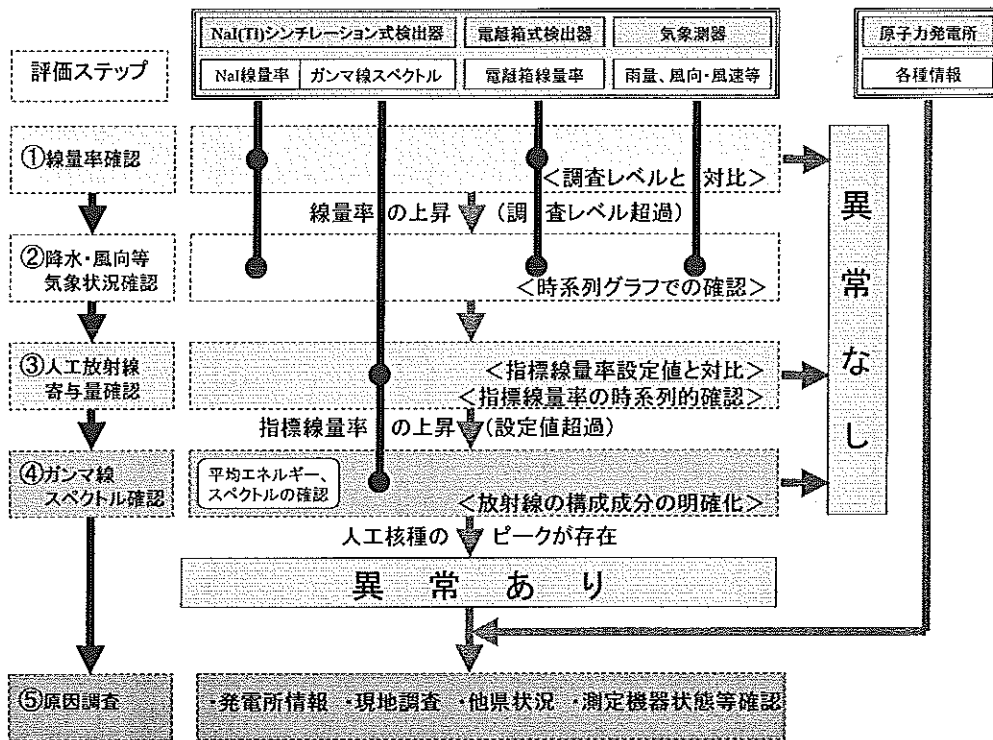 NaI(Tl)シンチレーション式検出器
電離箱式検出器
気象測器
原子力発電所
評価ステップ
NaI線量率
ガンマ線スペクトル
電離箱線量率
雨量、風向・風速等
各種情報
①線量率確認
<調査レベルと対比>
線量率の上昇(調査レベル超過)
②降水・風向等
気象状況確認
<時系列グラフでの確認>
③人工放射線
寄与量確認
<指標線量率設定値と対比>
<指標線量率の時系列的確認>
指標線量率の上昇(設定値超過)
④ガンマ線
スペクトル確認
平均エネルギー、
スペクトルの確認
<放射線の構成成分の明確化>
異常なし
人工核種のピークが存在
異常あり
⑤原因調査
・発電所情報 ・現地調査 ・他県状況 ・測定機器状態等確認